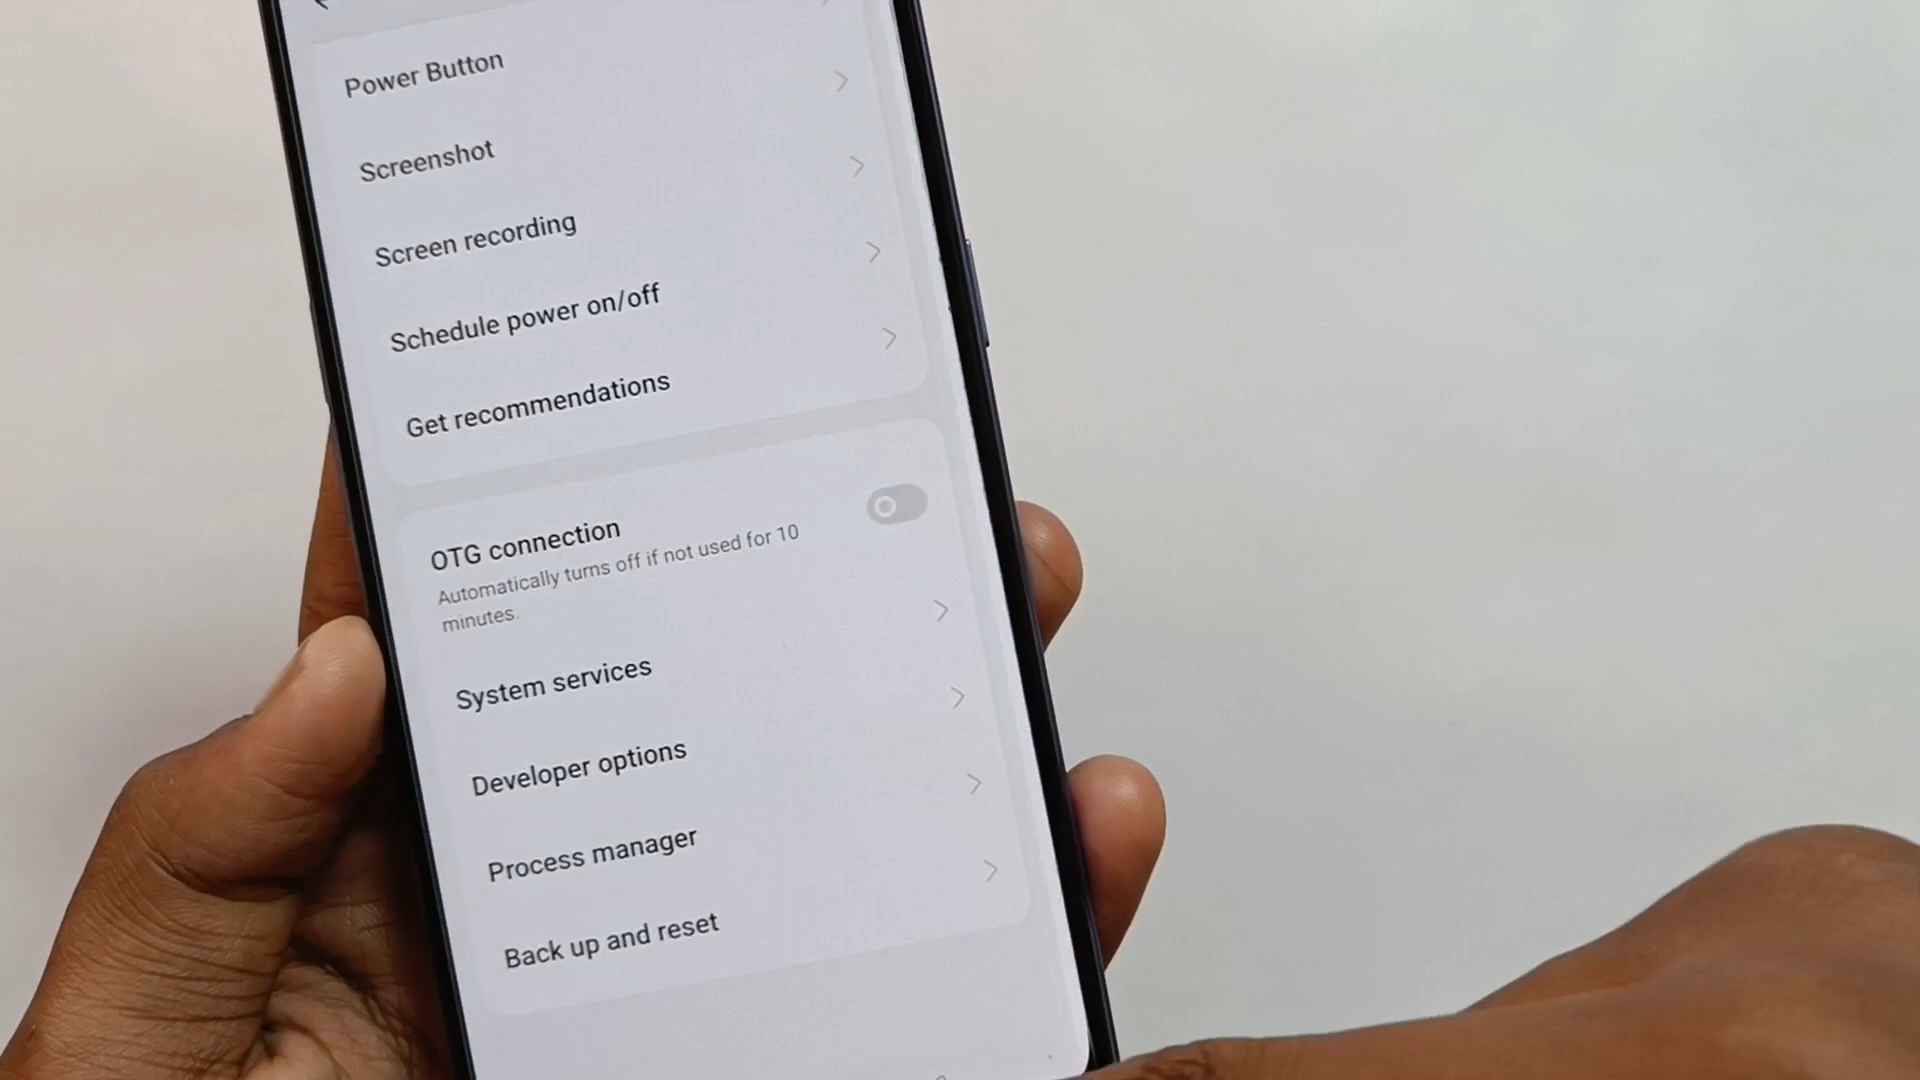 Power Button
Screenshot
Screen recording
Schedule power on/off
Get recommendations
OTG connection
Automatically turns off if not used for 10
minutes.
System services
Developer options
Process manager
Back up and reset